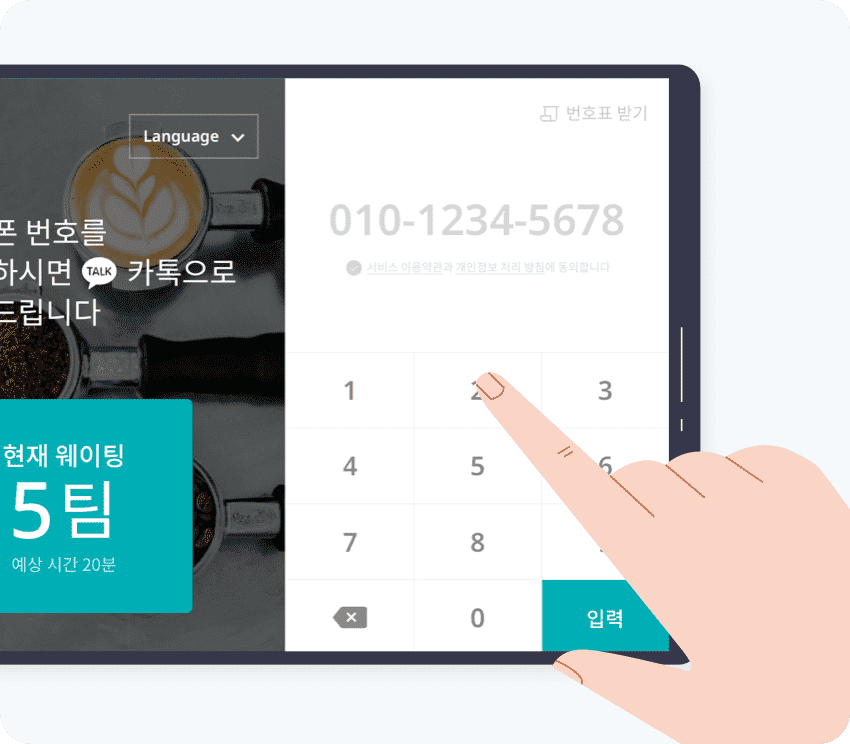 Language
폰 번호를
하시면 TALK 카톡으로
드립니다
현재 웨이팅
5팀
예상 시간 20분
번호표 받기
010-1234-5678
서비스 이용약관과 개인정보 처리 방침에 동의합니다
1 2 3
4 5 6
7 8
0 입력